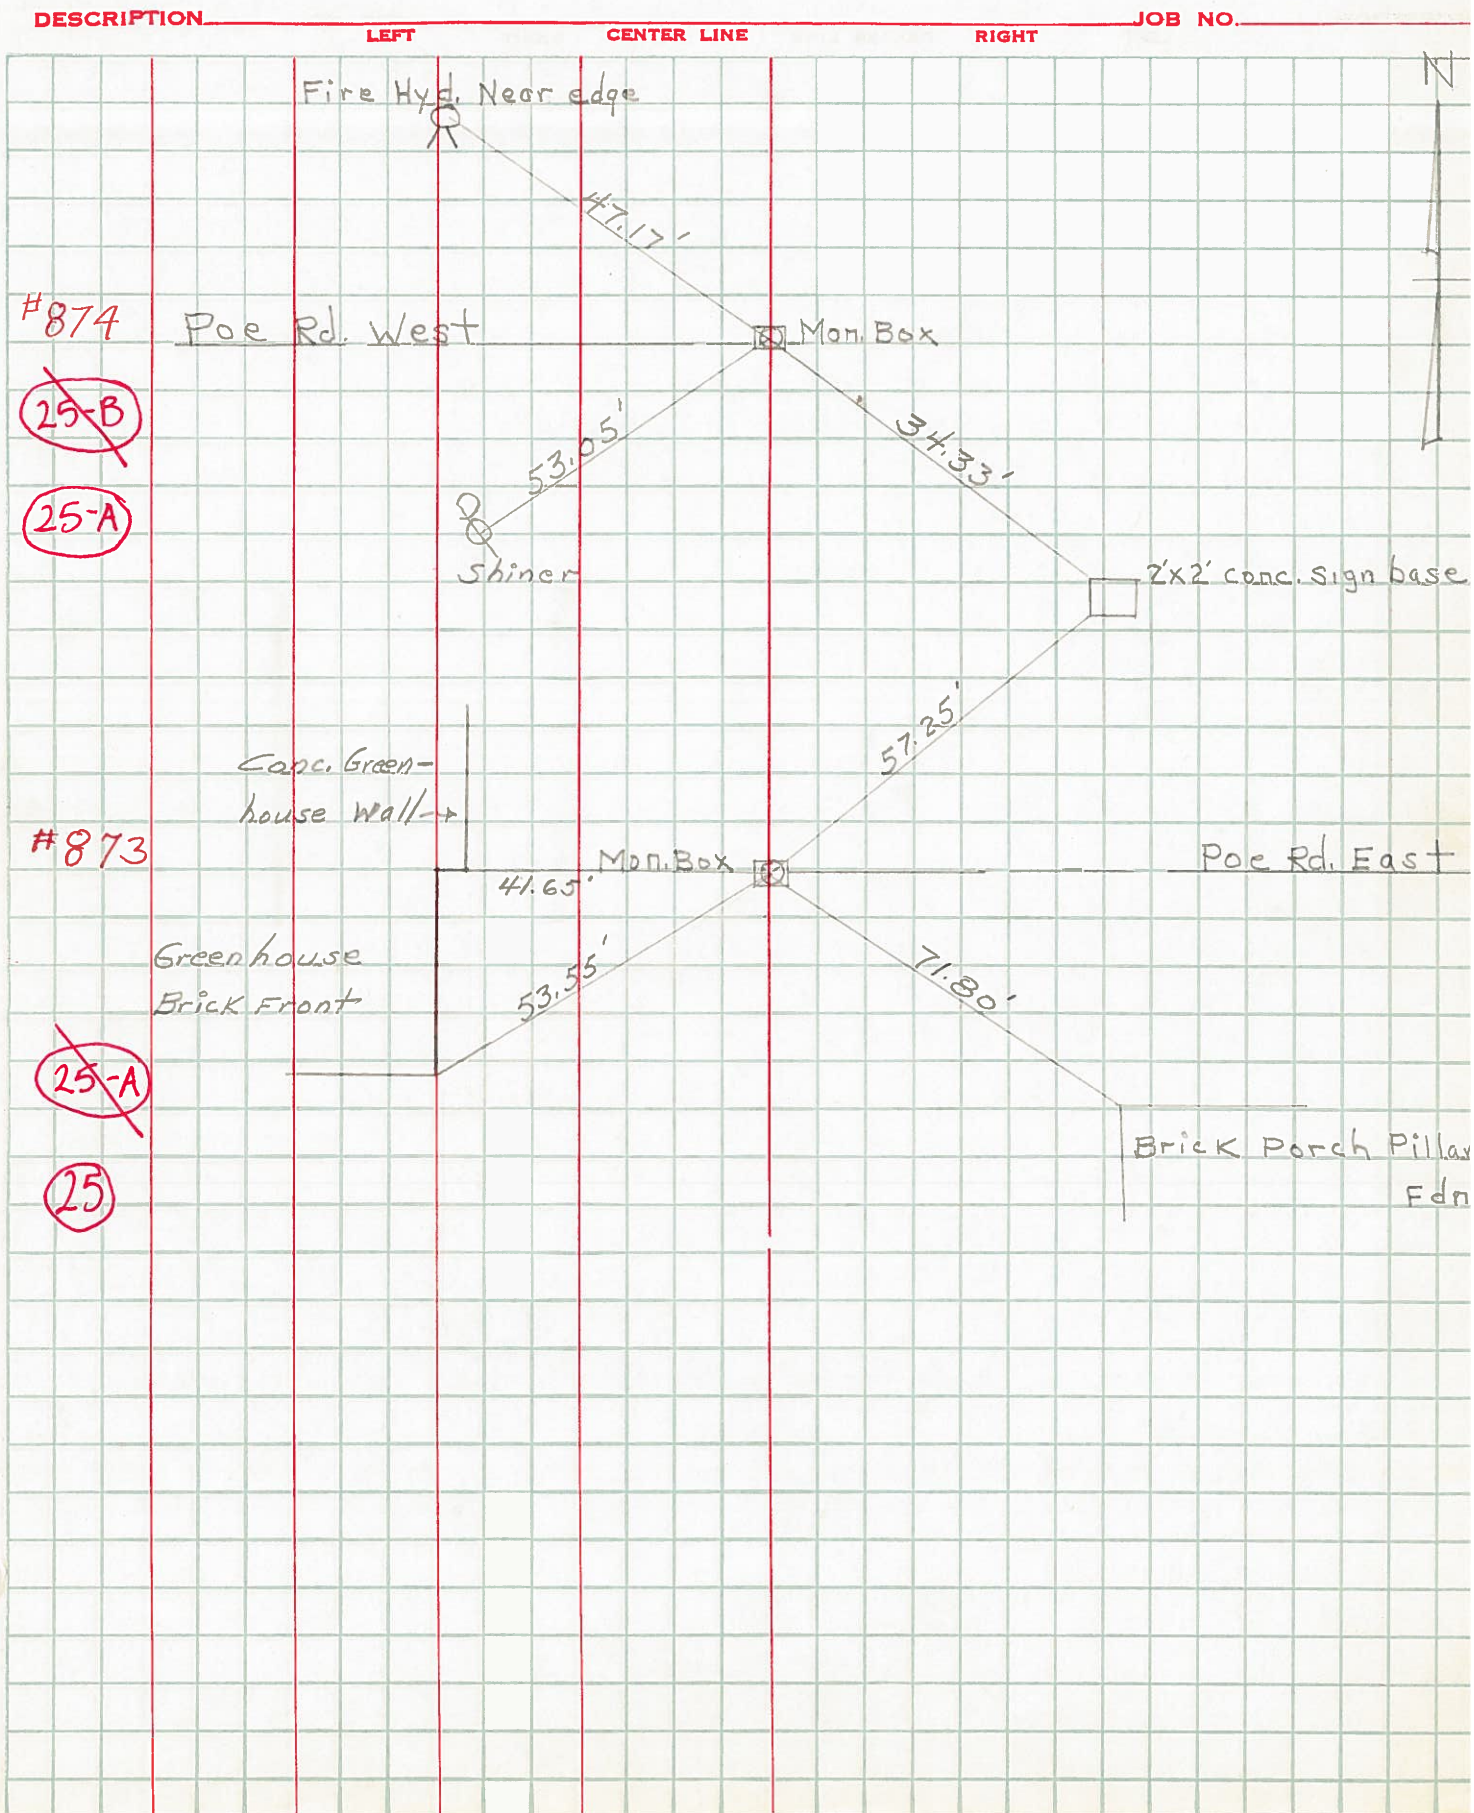 DESCRIPTION JOB NO.
LEFT CENTER LINE RIGHT
N
Fire Hyd. Near edge
47.17'
#874 Poe Rd. West Mon. Box
25-B
53.05' 34.33'
25-A
Shiner
2'x2' conc. sign base
57.25'
Conc. Green-
house Wall
#873 Mon. Box Poe Rd. East
41.65'
Greenhouse
Brick Front
53.55' 71.80'
25-A
Brick Porch Pillar
Fdn
25